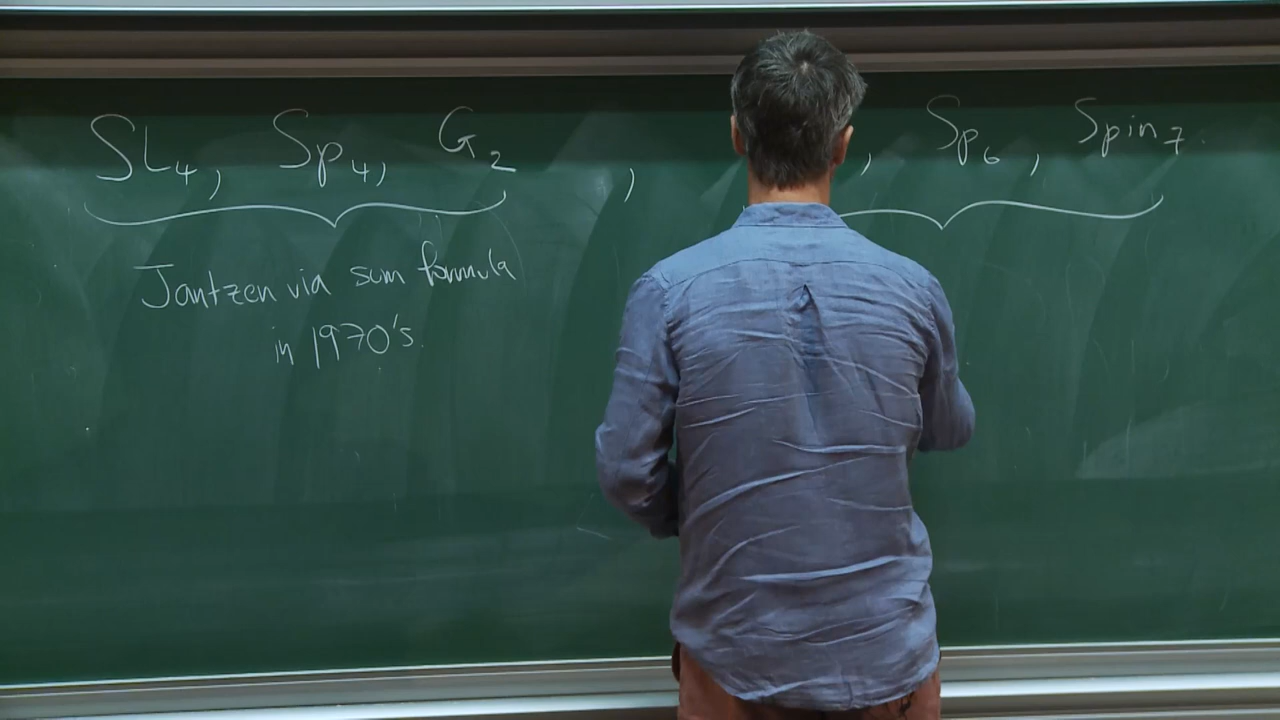 SL₄, Sp₄, G₂ , , Sp₆, Spin₇.
Jantzen via sum formula
in 1970's.